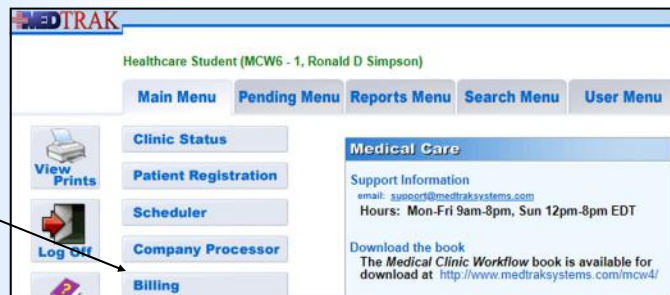 MEDTRAK
Healthcare Student (MCW6 - 1, Ronald D Simpson)
Main Menu Pending Menu Reports Menu Search Menu User Menu
View Prints
Log Off
Clinic Status
Patient Registration
Scheduler
Company Processor
Billing
Medical Care
Support Information
email: support@medtraksystems.com
Hours: Mon-Fri 9am-8pm, Sun 12pm-8pm EDT
Download the book
The Medical Clinic Workflow book is available for
download at http://www.medtraksystems.com/mcw4/